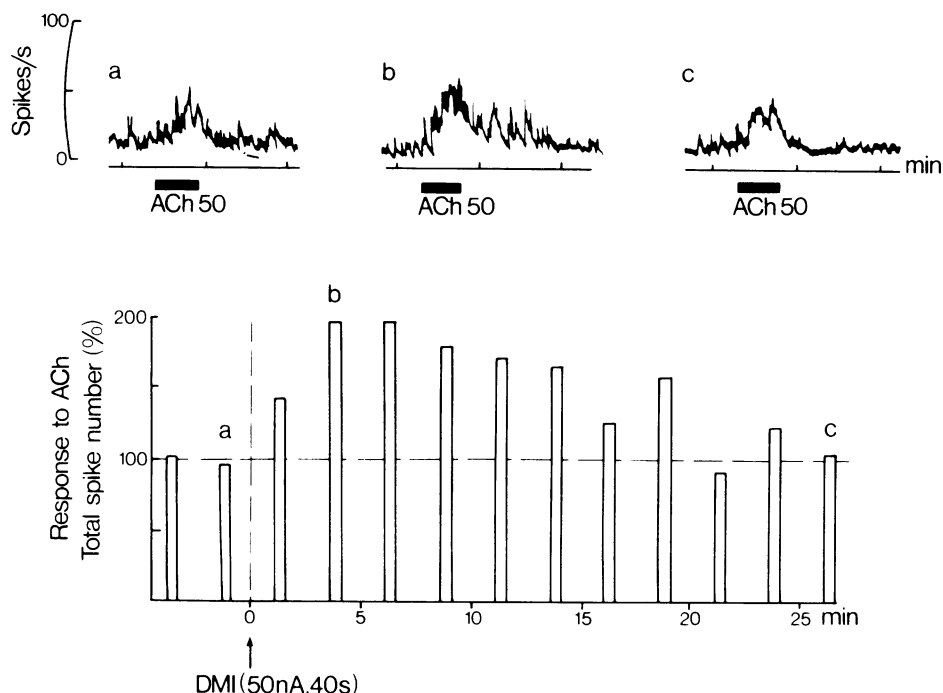 100
Spikes/s
0
a
b
c
min
ACh 50
ACh 50
ACh 50
Response to ACh
Total spike number (%)
200
100
a
b
c
0
5
10
15
20
25
min
DMI (50nA, 40s)